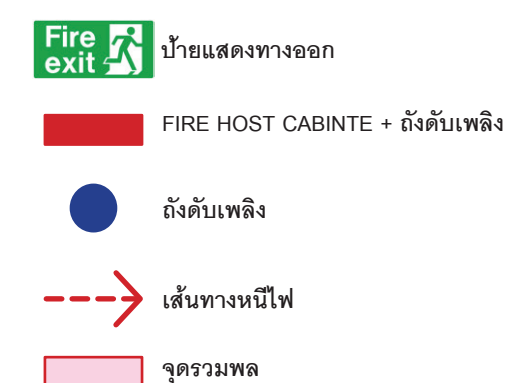 Fire
exit
ป้ายแสดงทางออก
FIRE HOST CABINTE + ถังดับเพลิง
ถังดับเพลิง
เส้นทางหนีไฟ
จุดรวมพล